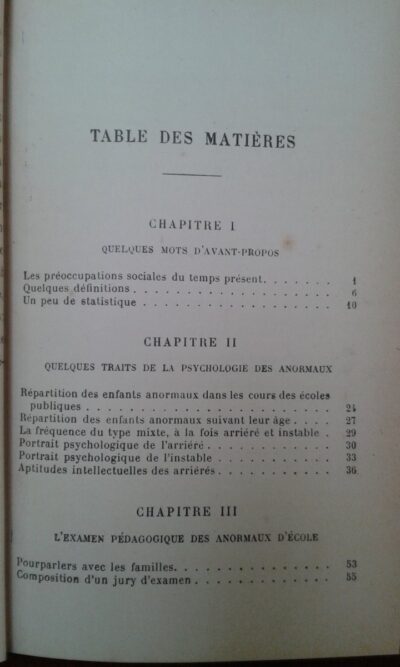 TABLE DES MATIÈRES
CHAPITRE I
QUELQUES MOTS D'AVANT-PROPOS
Les préoccupations sociales du temps présent. . . . . . . 1
Quelques définitions . . . . . . . . . . . . . . . . . . 6
Un peu de statistique . . . . . . . . . . . . . . . . . 10
CHAPITRE II
QUELQUES TRAITS DE LA PSYCHOLOGIE DES ANORMAUX
Répartition des enfants anormaux dans les cours des écoles
publiques . . . . . . . . . . . . . . . . . . . . . . 24
Répartition des enfants anormaux suivant leur âge . . . . 27
La fréquence du type mixte, à la fois arriéré et instable . 29
Portrait psychologique de l'arriéré . . . . . . . . . . . 30
Portrait psychologique de l'instable . . . . . . . . . . 33
Aptitudes intellectuelles des arriérés . . . . . . . . . . 36
CHAPITRE III
L'EXAMEN PÉDAGOGIQUE DES ANORMAUX D'ÉCOLE
Pourparlers avec les familles. . . . . . . . . . . . . . 53
Composition d'un jury d'examen . . . . . . . . . . . . 55